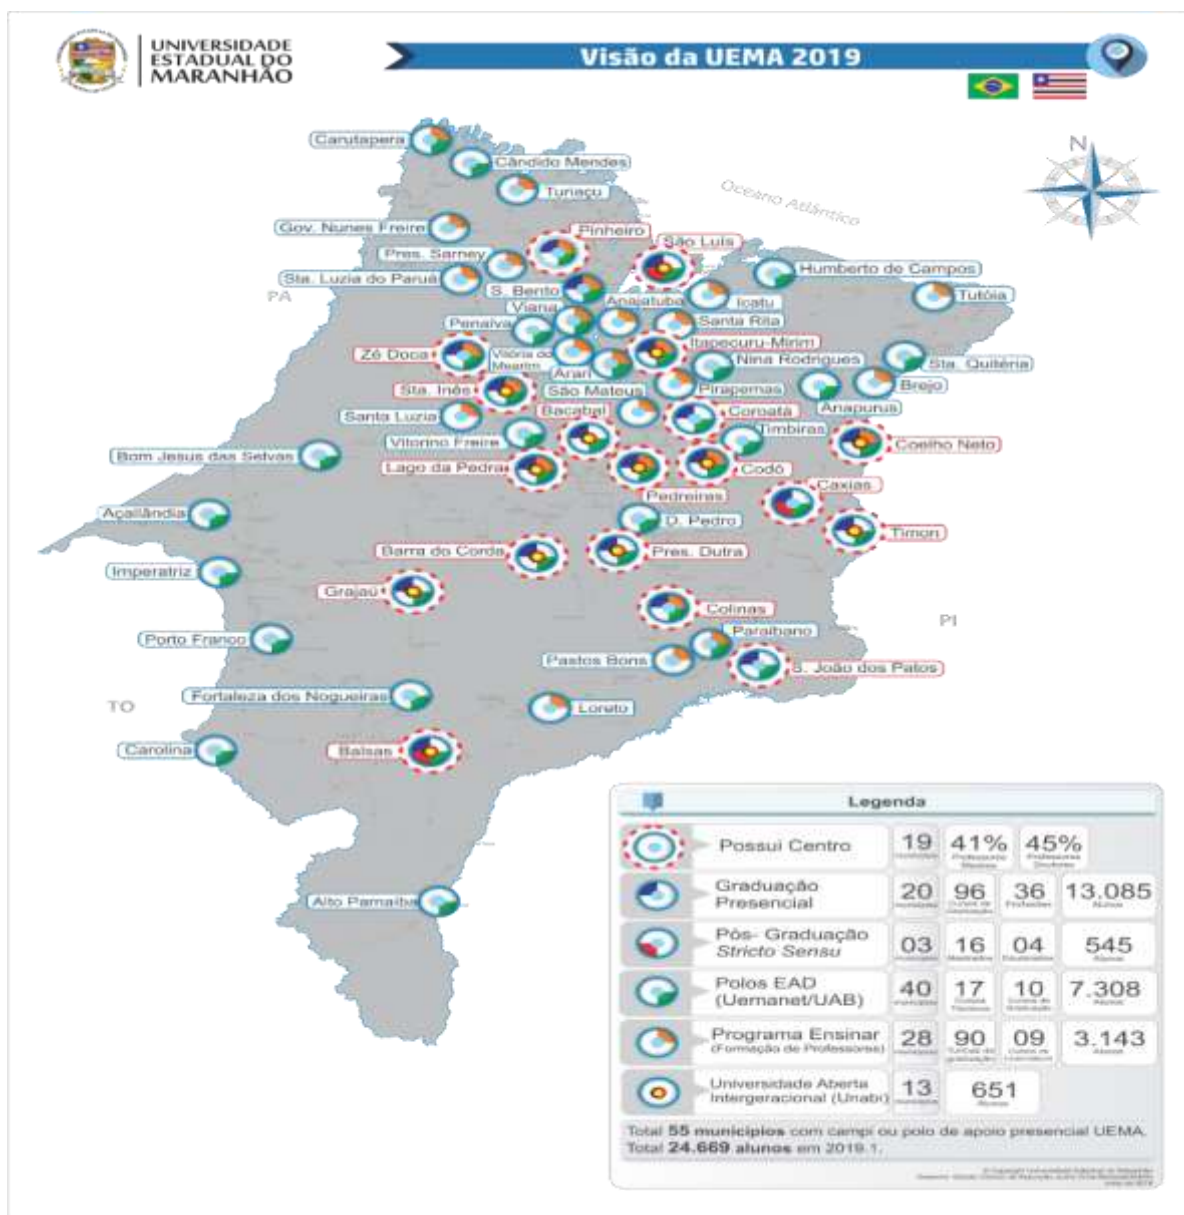 UNIVERSIDADE
ESTADUAL DO
MARANHÃO
Visão da UEMA 2019
N
Oceano Atlântico
Carutapera
Cândido Mendes
Turiaçu
Gov. Nunes Freire
Pinheiro
São Luís
Pres. Sarney
Sta. Luzia do Paruá
Humberto de Campos
PA
S. Bento
Anajatuba
Icatu
Tutóia
Viana
Santa Rita
Penalva
Itapecuru-Mirim
Zé Doca
Vitória do
Mearim
Arari
Nina Rodrigues
Sta. Quitéria
Sta. Inês
São Mateus
Pirapemas
Brejo
Anapurus
Santa Luzia
Bacabal
Coroatá
Vitorino Freire
Timbiras
Coelho Neto
Bom Jesus das Selvas
Lago da Pedra
Codó
Pedreiras
Caxias
Açailândia
D. Pedro
Timon
Barra do Corda
Pres. Dutra
Imperatriz
Grajaú
Colinas
PI
Porto Franco
Paraibano
Pastos Bons
S. João dos Patos
Fortaleza dos Nogueiras
TO
Loreto
Carolina
Balsas
Alto Parnaíba
Legenda
Possui Centro 19 41% 45%
Graduação
Presencial 20 96 36 13.085
Pós- Graduação
Stricto Sensu 03 16 04 545
Polos EAD
(Uemanet/UAB) 40 17 10 7.308
Programa Ensinar
(Formação de Professores) 28 90 09 3.143
Universidade Aberta
Intergeracional (Unabi) 13 651
Total 55 municípios com campi ou polo de apoio presencial UEMA.
Total 24.669 alunos em 2019.1.